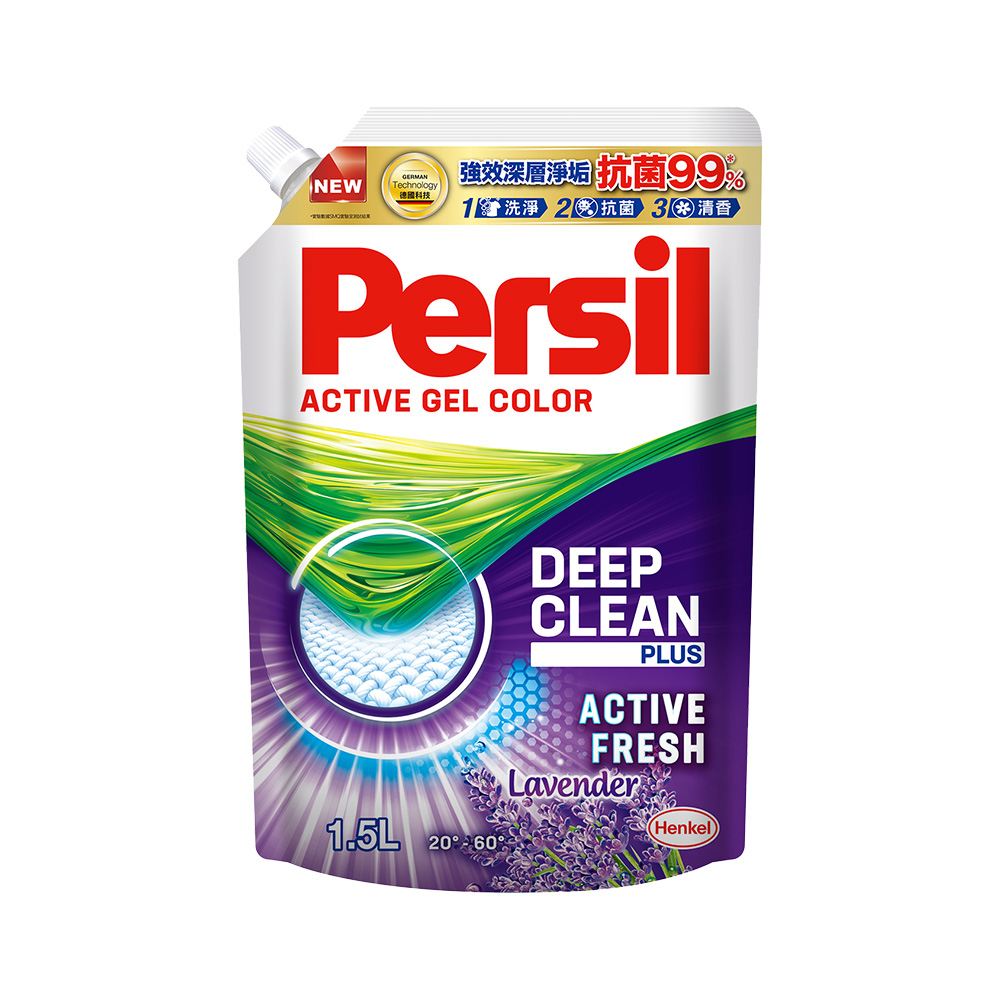 NEW
GERMAN
Technology
德國科技
強效深層淨垢 抗菌99%*
1 洗淨 2 抗菌 3 清香
Persil
ACTIVE GEL COLOR
DEEP
CLEAN
PLUS
ACTIVE
FRESH
Lavender
1.5L 20°-60°
Henkel